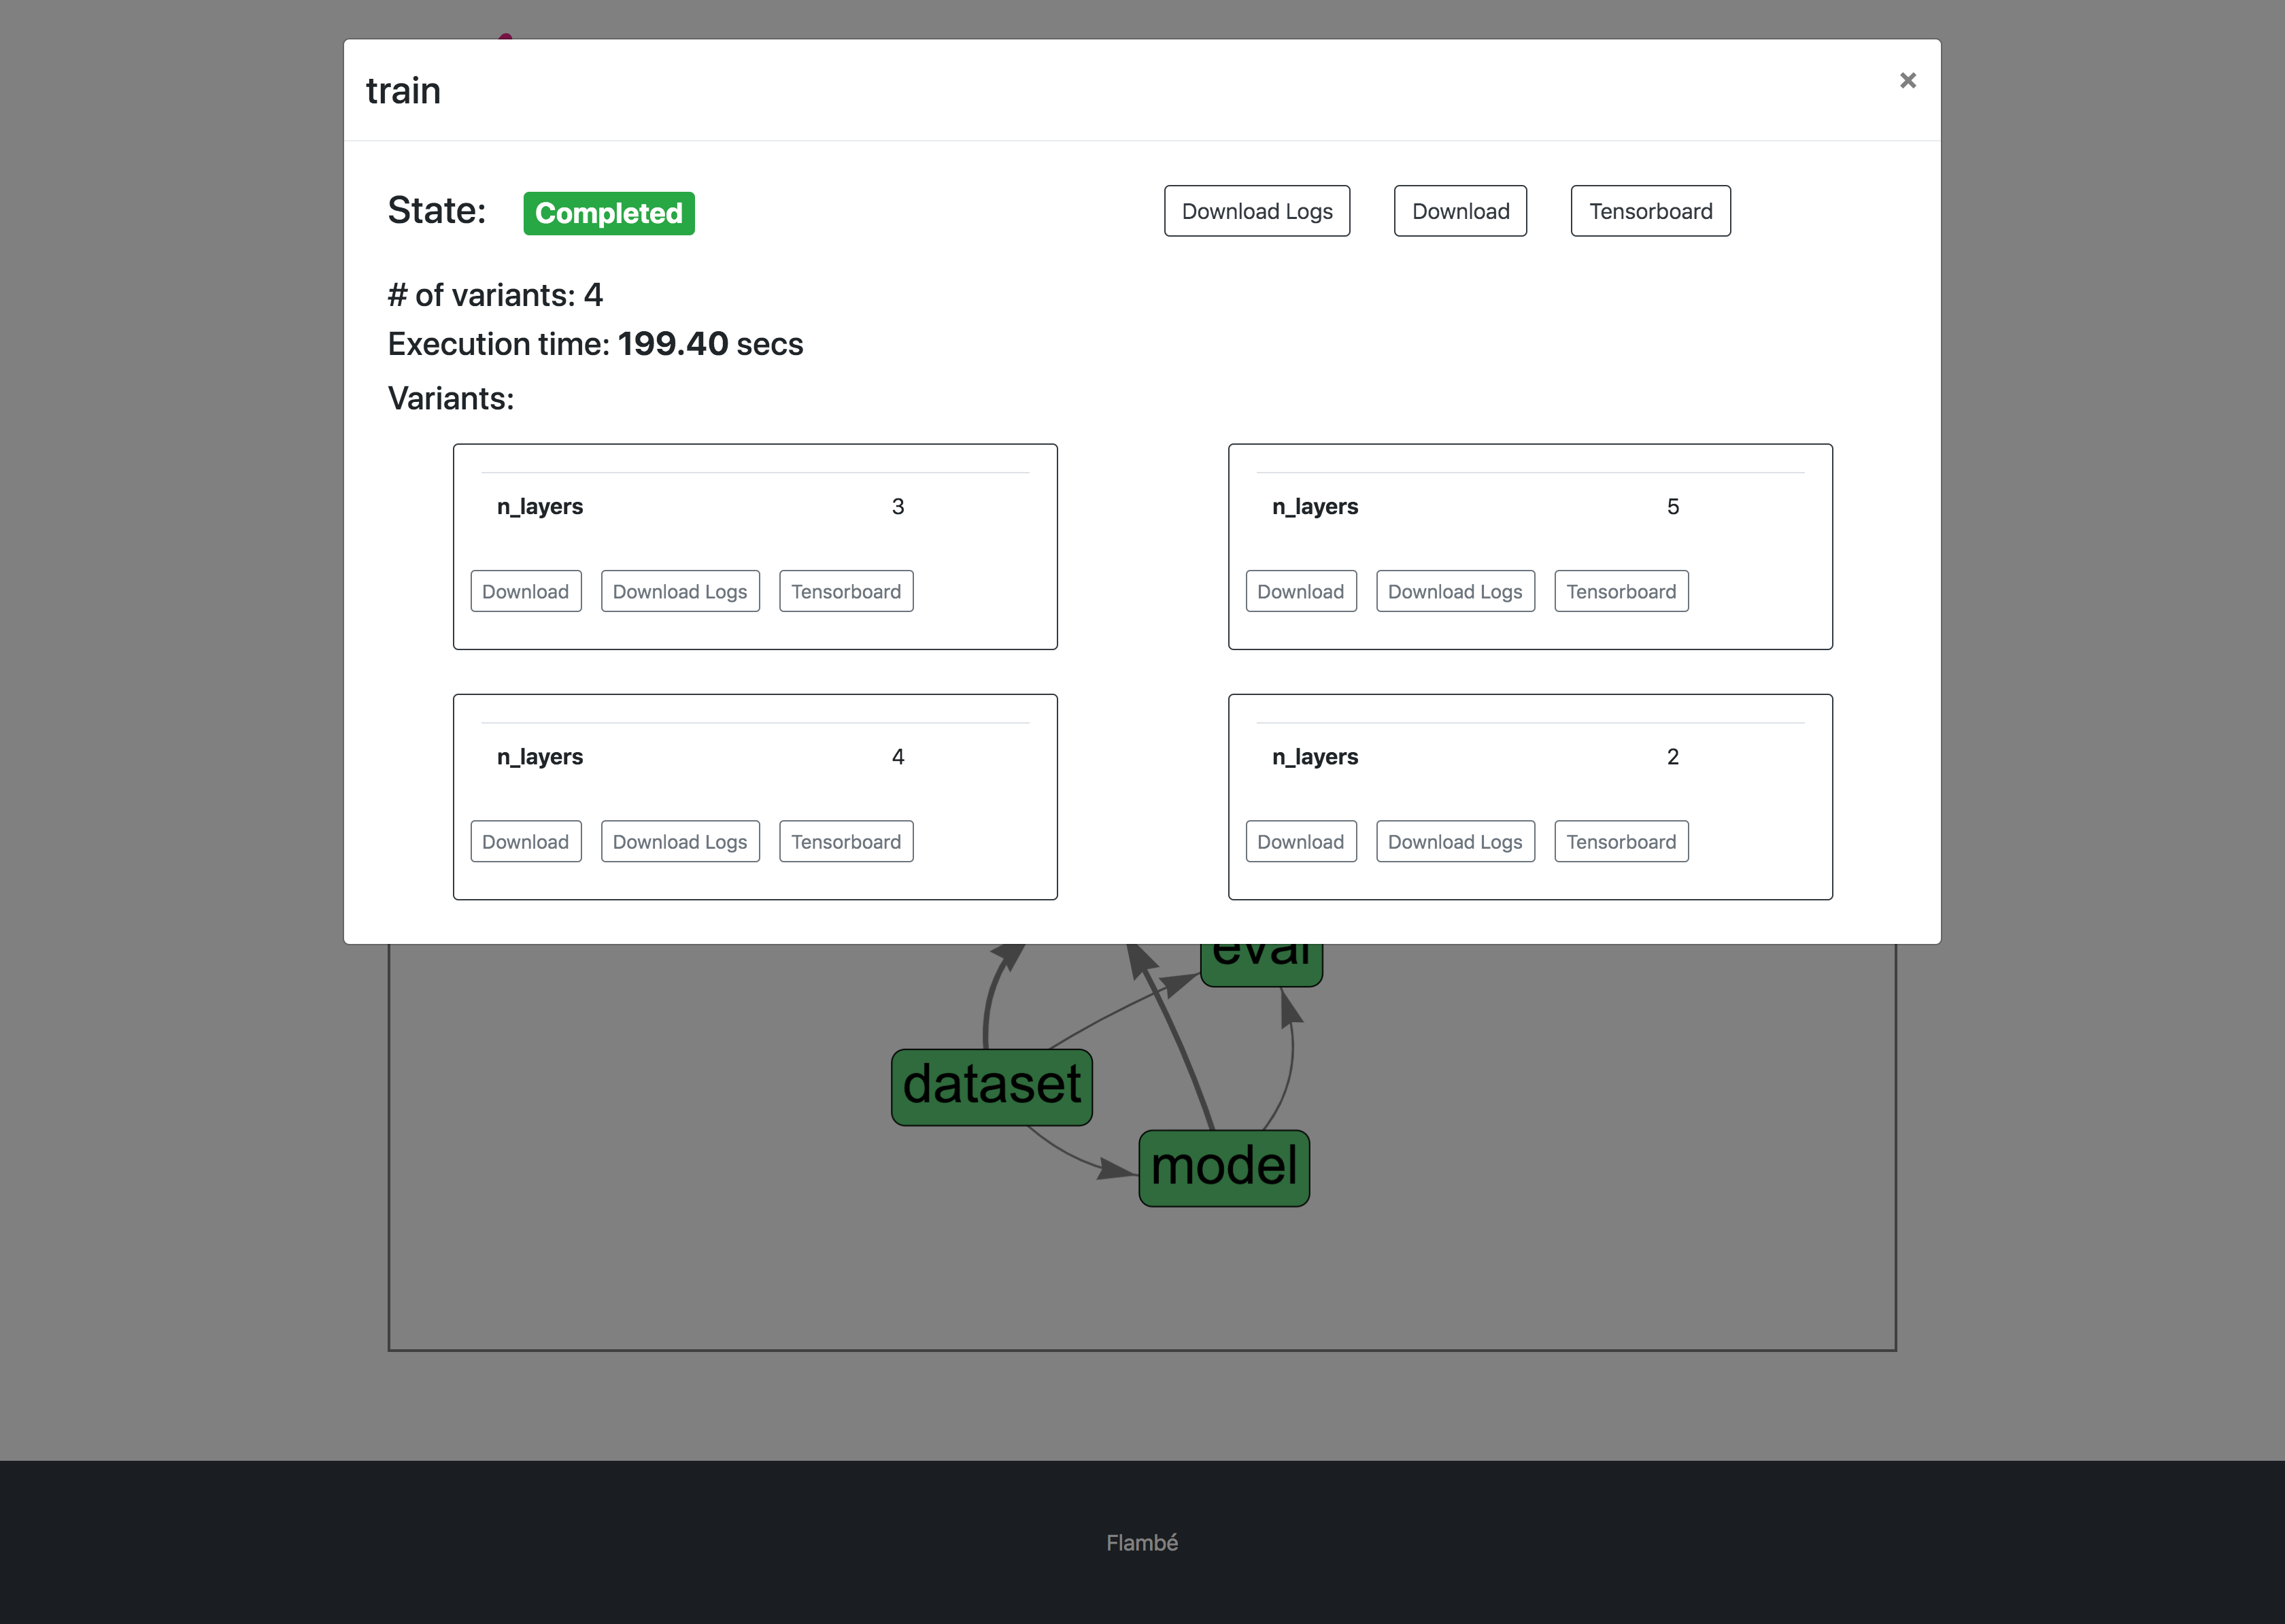 train ×
State: Completed Download Logs Download Tensorboard
# of variants: 4
Execution time: 199.40 secs
Variants:
n_layers 3 n_layers 5
Download Download Logs Tensorboard Download Download Logs Tensorboard
n_layers 4 n_layers 2
Download Download Logs Tensorboard Download Download Logs Tensorboard
eval
dataset
model
Flambé